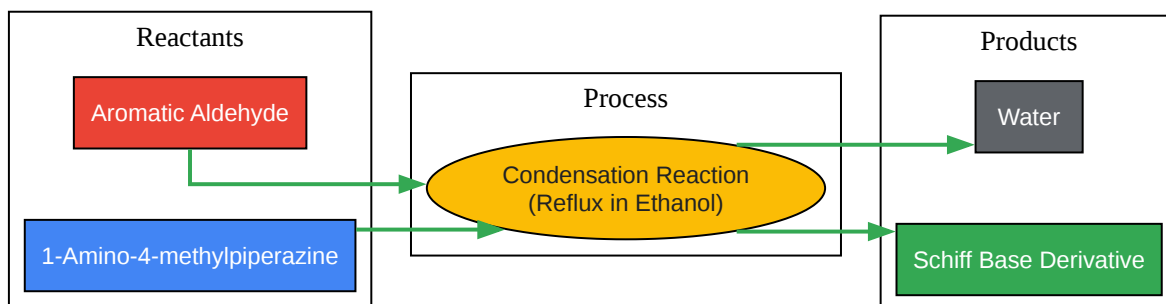 Reactants
Aromatic Aldehyde
1-Amino-4-methylpiperazine
Process
Condensation Reaction
(Reflux in Ethanol)
Products
Water
Schiff Base Derivative